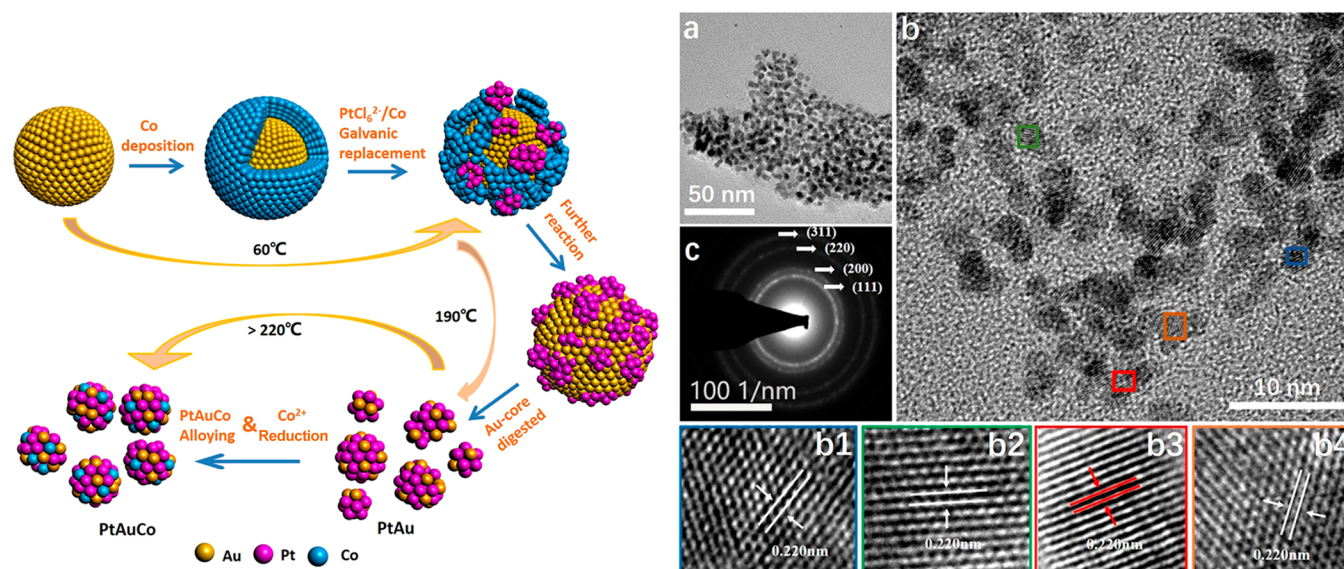 Co
deposition
PtCl₆²⁻/Co
Galvanic
replacement
60℃
Further
reaction
190℃
> 220℃
Au-core
digested
PtAuCo
Alloying
&
Co²⁺
Reduction
PtAuCo
PtAu
Au
Pt
Co
a
50 nm
b
10 nm
c
(311)
(220)
(200)
(111)
100 1/nm
b1
0.220nm
b2
0.220nm
b3
0.220nm
b4
0.220nm